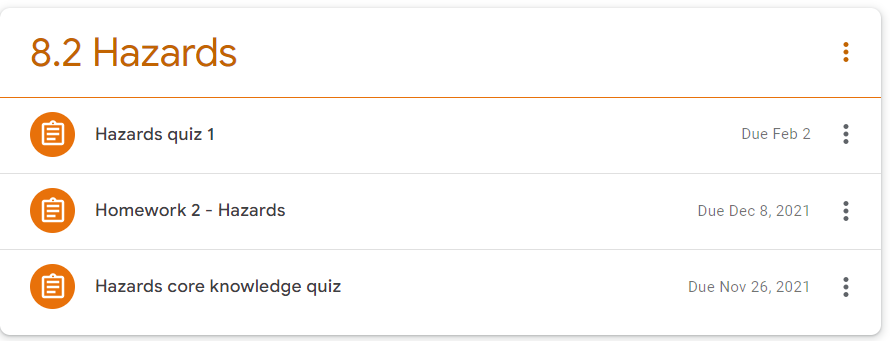 8.2 Hazards
Hazards quiz 1 Due Feb 2
Homework 2 - Hazards Due Dec 8, 2021
Hazards core knowledge quiz Due Nov 26, 2021